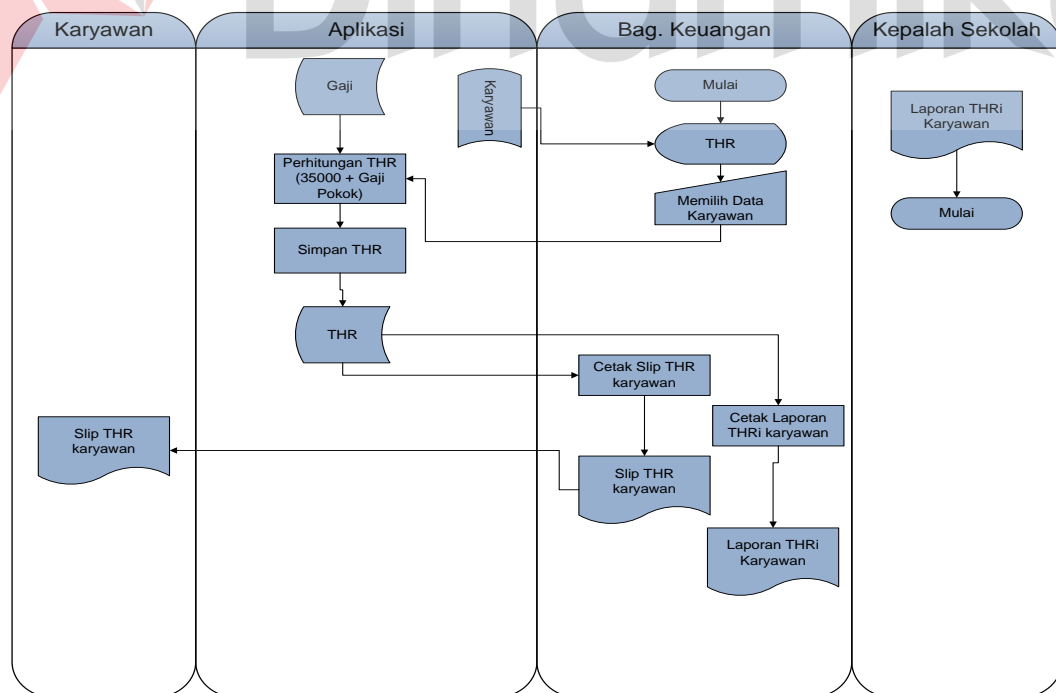 Karyawan
Aplikasi
Bag. Keuangan
Kepalah Sekolah
Gaji
Karyawan
Mulai
Laporan THRi
Karyawan
THR
Perhitungan THR
(35000 + Gaji
Pokok)
Memilih Data
Karyawan
Mulai
Simpan THR
THR
Cetak Slip THR
karyawan
Cetak Laporan
THRi karyawan
Slip THR
karyawan
Slip THR
karyawan
Laporan THRi
Karyawan